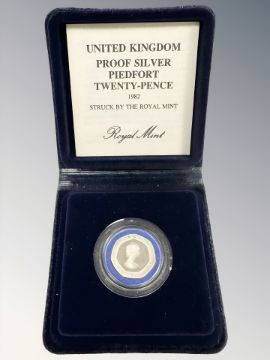 UNITED KINGDOM
PROOF SILVER
PIEDFORT
TWENTY-PENCE
1982
STRUCK BY THE ROYAL MINT
Royal Mint